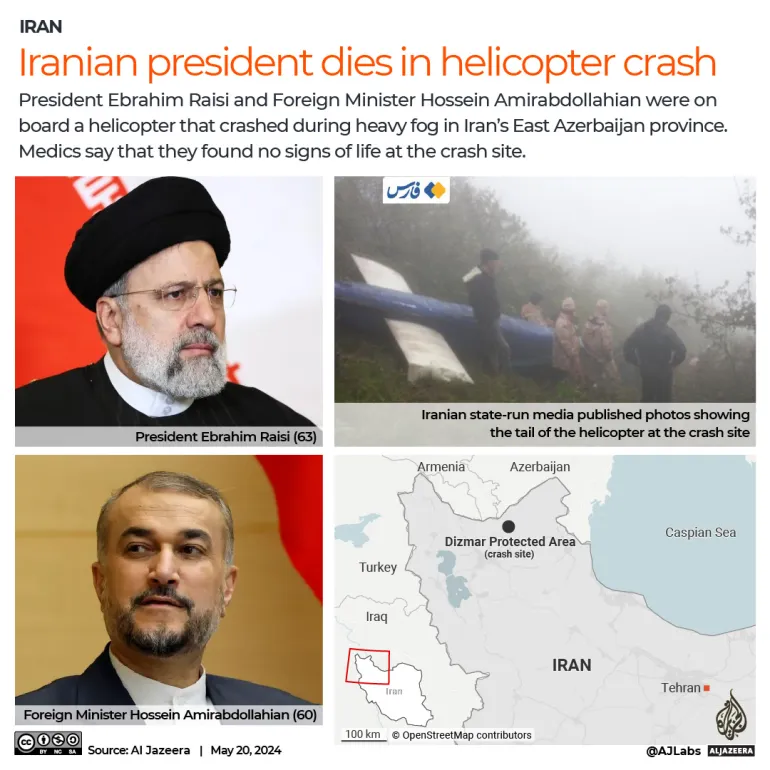 IRAN
Iranian president dies in helicopter crash
President Ebrahim Raisi and Foreign Minister Hossein Amirabdollahian were on
board a helicopter that crashed during heavy fog in Iran’s East Azerbaijan province.
Medics say that they found no signs of life at the crash site.
President Ebrahim Raisi (63)
فارس
Iranian state-run media published photos showing
the tail of the helicopter at the crash site
Foreign Minister Hossein Amirabdollahian (60)
Armenia
Azerbaijan
Dizmar Protected Area
(crash site)
Caspian Sea
Turkey
Iraq
IRAN
Iran
Tehran
100 km
© OpenStreetMap contributors
cc
BY NC SA
Source: Al Jazeera | May 20, 2024
@AJLabs
ALJAZEERA